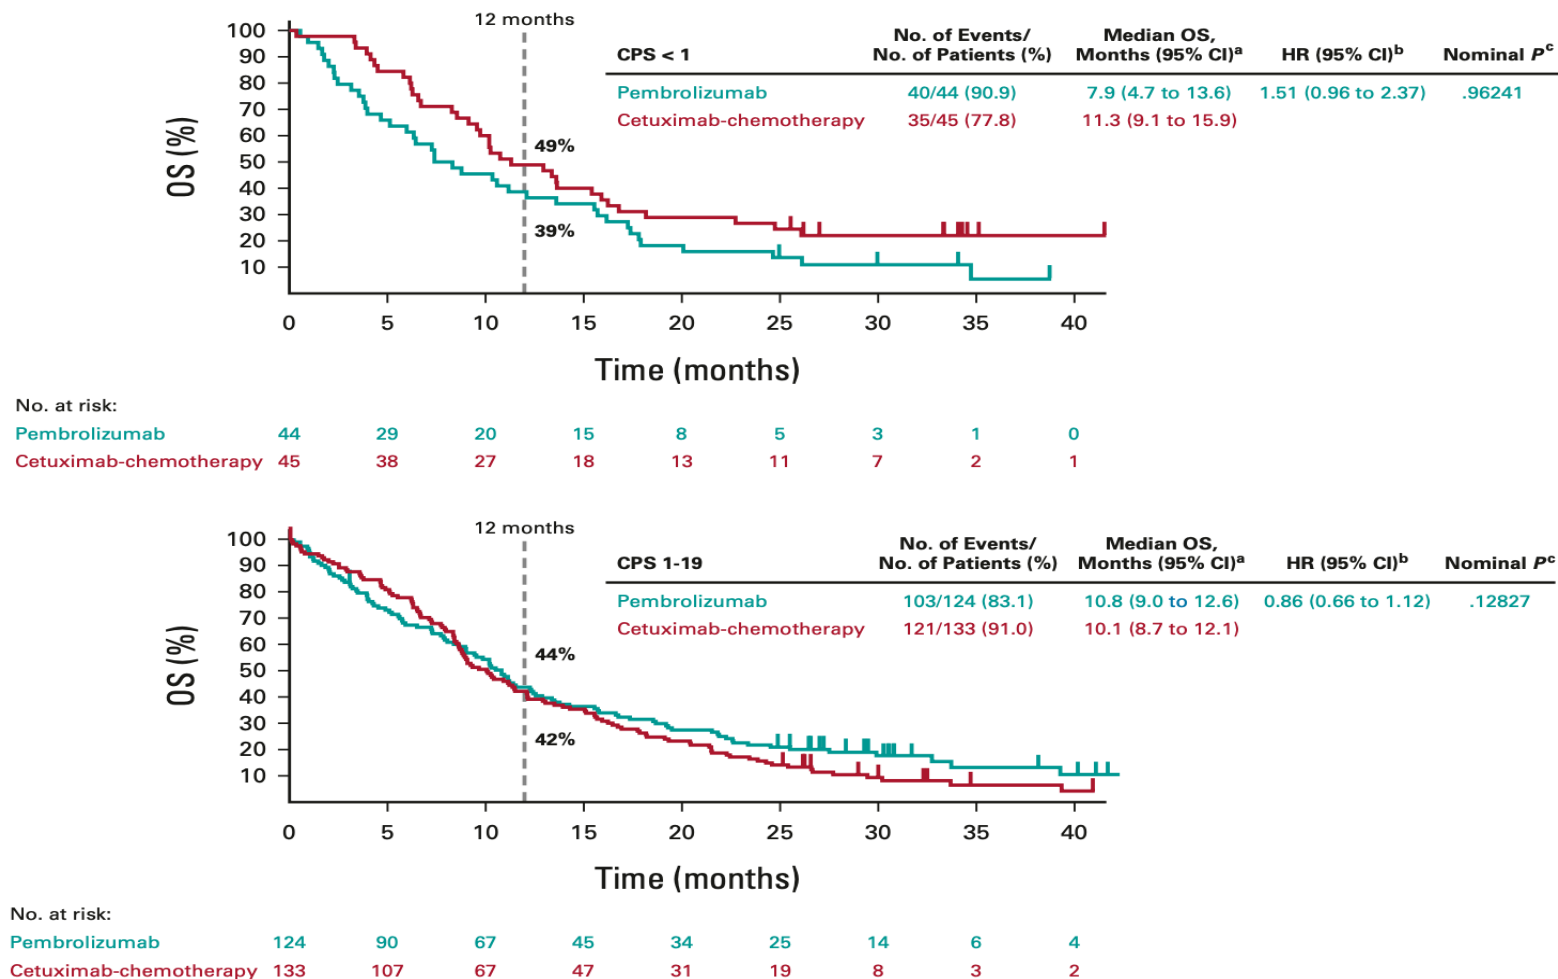 12 months
No. of Events/ Median OS,
CPS < 1 No. of Patients (%) Months (95% CI)a HR (95% CI)b Nominal Pc
Pembrolizumab 40/44 (90.9) 7.9 (4.7 to 13.6) 1.51 (0.96 to 2.37) .96241
Cetuximab-chemotherapy 35/45 (77.8) 11.3 (9.1 to 15.9)
OS (%)
100
90
80
70
60
50
40
30
20
10
49%
39%
0 5 10 15 20 25 30 35 40
Time (months)
No. at risk:
Pembrolizumab 44 29 20 15 8 5 3 1 0
Cetuximab-chemotherapy 45 38 27 18 13 11 7 2 1
12 months
No. of Events/ Median OS,
CPS 1-19 No. of Patients (%) Months (95% CI)a HR (95% CI)b Nominal Pc
Pembrolizumab 103/124 (83.1) 10.8 (9.0 to 12.6) 0.86 (0.66 to 1.12) .12827
Cetuximab-chemotherapy 121/133 (91.0) 10.1 (8.7 to 12.1)
OS (%)
100
90
80
70
60
50
40
30
20
10
44%
42%
0 5 10 15 20 25 30 35 40
Time (months)
No. at risk:
Pembrolizumab 124 90 67 45 34 25 14 6 4
Cetuximab-chemotherapy 133 107 67 47 31 19 8 3 2